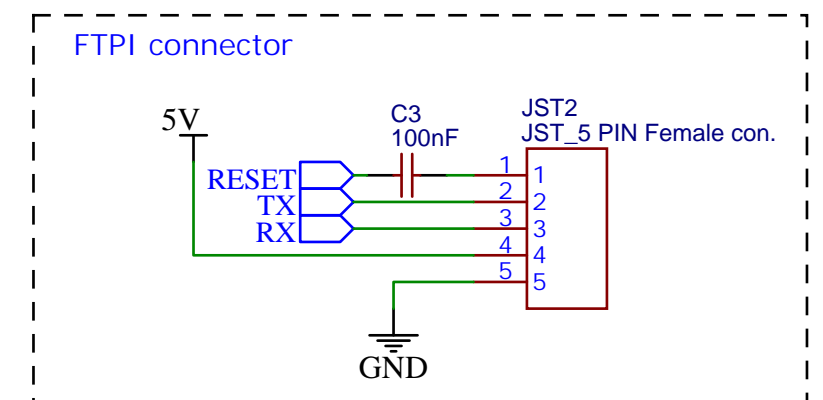 FTPI connector
5V
C3
100nF
JST2
JST_5 PIN Female con.
RESET
TX
RX
1 1
2 2
3 3
4 4
5 5
GND